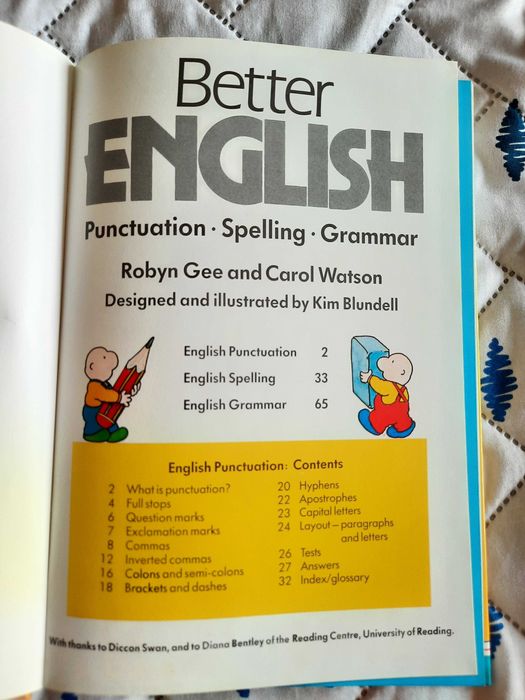 Better
ENGLISH
Punctuation · Spelling · Grammar
Robyn Gee and Carol Watson
Designed and illustrated by Kim Blundell
English Punctuation 2
English Spelling 33
English Grammar 65
English Punctuation: Contents
2 What is punctuation?
4 Full stops
6 Question marks
7 Exclamation marks
8 Commas
12 Inverted commas
16 Colons and semi-colons
18 Brackets and dashes
20 Hyphens
22 Apostrophes
23 Capital letters
24 Layout – paragraphs
and letters
26 Tests
27 Answers
32 Index/glossary
With thanks to Diccon Swan, and to Diana Bentley of the Reading Centre, University of Reading.